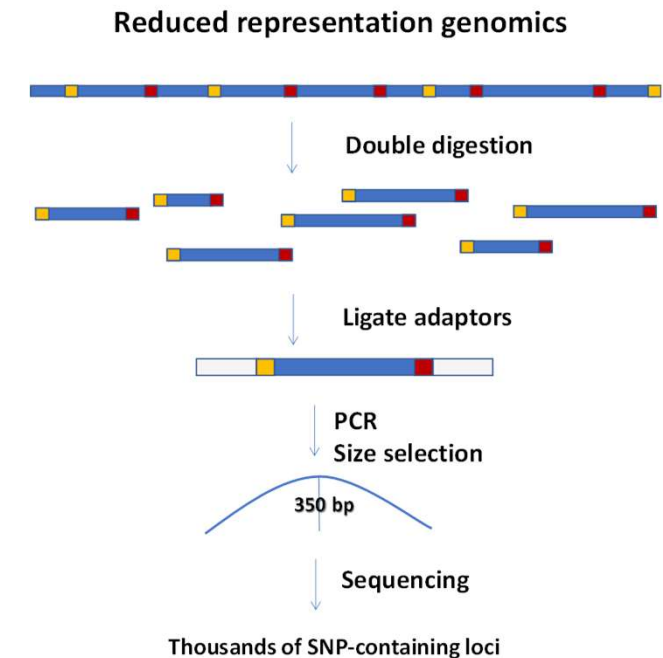 Reduced representation genomics
Double digestion
Ligate adaptors
PCR
Size selection
350 bp
Sequencing
Thousands of SNP-containing loci